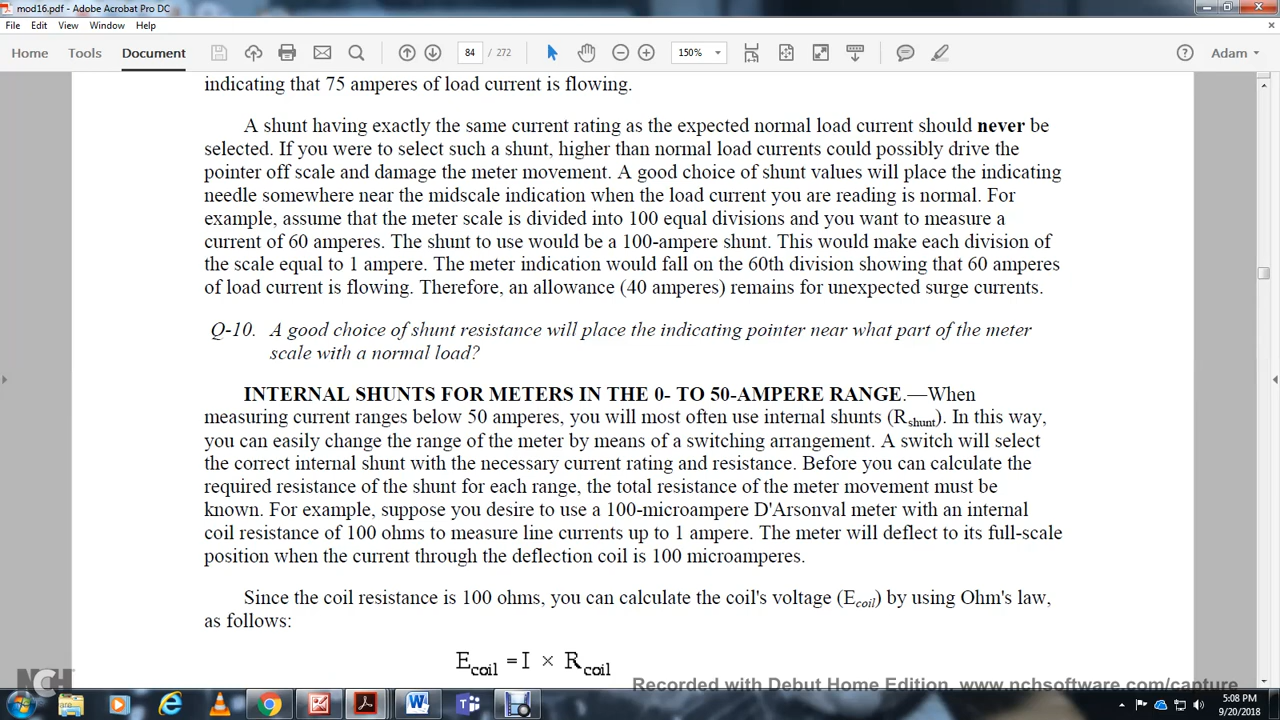 mod16.pdf - Adobe Acrobat Pro DC
File Edit View Window Help
Home Tools Document 84 / 272 150% Adam
indicating that 75 amperes of load current is flowing.
A shunt having exactly the same current rating as the expected normal load current should never be
selected. If you were to select such a shunt, higher than normal load currents could possibly drive the
pointer off scale and damage the meter movement. A good choice of shunt values will place the indicating
needle somewhere near the midscale indication when the load current you are reading is normal. For
example, assume that the meter scale is divided into 100 equal divisions and you want to measure a
current of 60 amperes. The shunt to use would be a 100-ampere shunt. This would make each division of
the scale equal to 1 ampere. The meter indication would fall on the 60th division showing that 60 amperes
of load current is flowing. Therefore, an allowance (40 amperes) remains for unexpected surge currents.
Q-10. A good choice of shunt resistance will place the indicating pointer near what part of the meter
scale with a normal load?
INTERNAL SHUNTS FOR METERS IN THE 0- TO 50-AMPERE RANGE.—When
measuring current ranges below 50 amperes, you will most often use internal shunts (Rshunt). In this way,
you can easily change the range of the meter by means of a switching arrangement. A switch will select
the correct internal shunt with the necessary current rating and resistance. Before you can calculate the
required resistance of the shunt for each range, the total resistance of the meter movement must be
known. For example, suppose you desire to use a 100-microampere D'Arsonval meter with an internal
coil resistance of 100 ohms to measure line currents up to 1 ampere. The meter will deflect to its full-scale
position when the current through the deflection coil is 100 microamperes.
Since the coil resistance is 100 ohms, you can calculate the coil's voltage (Ecoil) by using Ohm's law,
as follows:
Ecoil = I × Rcoil
NCH
Recorded with Debut Home Edition. www.nchsoftware.com/capture
5:08 PM
9/20/2018